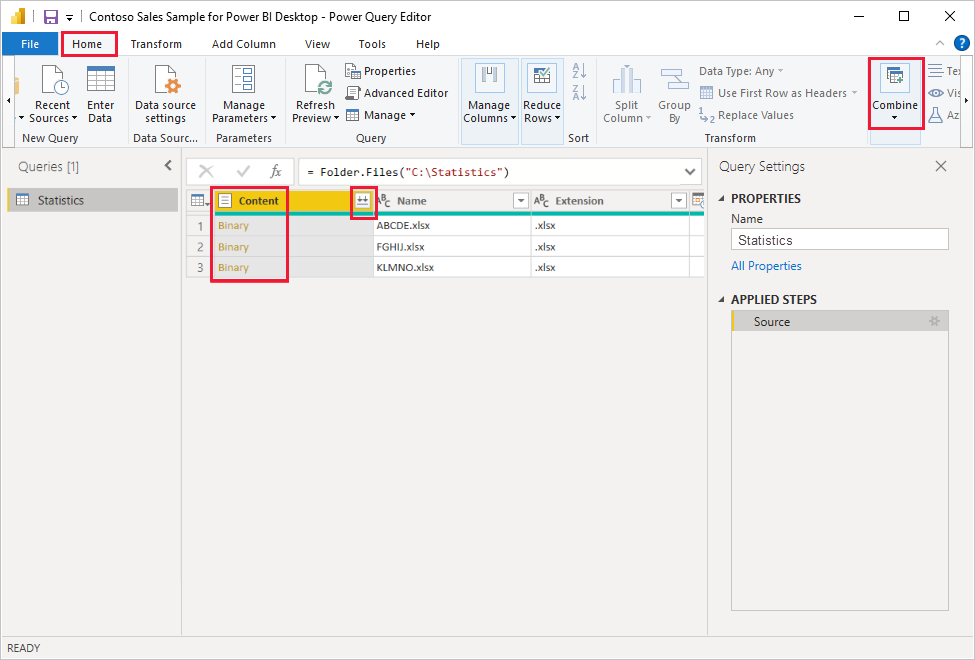 Contoso Sales Sample for Power BI Desktop - Power Query Editor
File Home Transform Add Column View Tools Help
Recent Sources
Enter Data
New Query
Data source settings
Data Sourc...
Manage Parameters
Parameters
Refresh Preview
Properties
Advanced Editor
Manage
Query
Manage Columns
Reduce Rows
A Z
Z A
Sort
Split Column
Group By
Data Type: Any
Use First Row as Headers
1 2 Replace Values
Transform
Combine
Tex
Vis
Az
?
Queries [1]
Statistics
fx
= Folder.Files("C:\Statistics")
Content ABC Name ABC Extension
1 Binary ABCDE.xlsx .xlsx
2 Binary FGHIJ.xlsx .xlsx
3 Binary KLMNO.xlsx .xlsx
Query Settings
PROPERTIES
Name
Statistics
All Properties
APPLIED STEPS
Source
READY